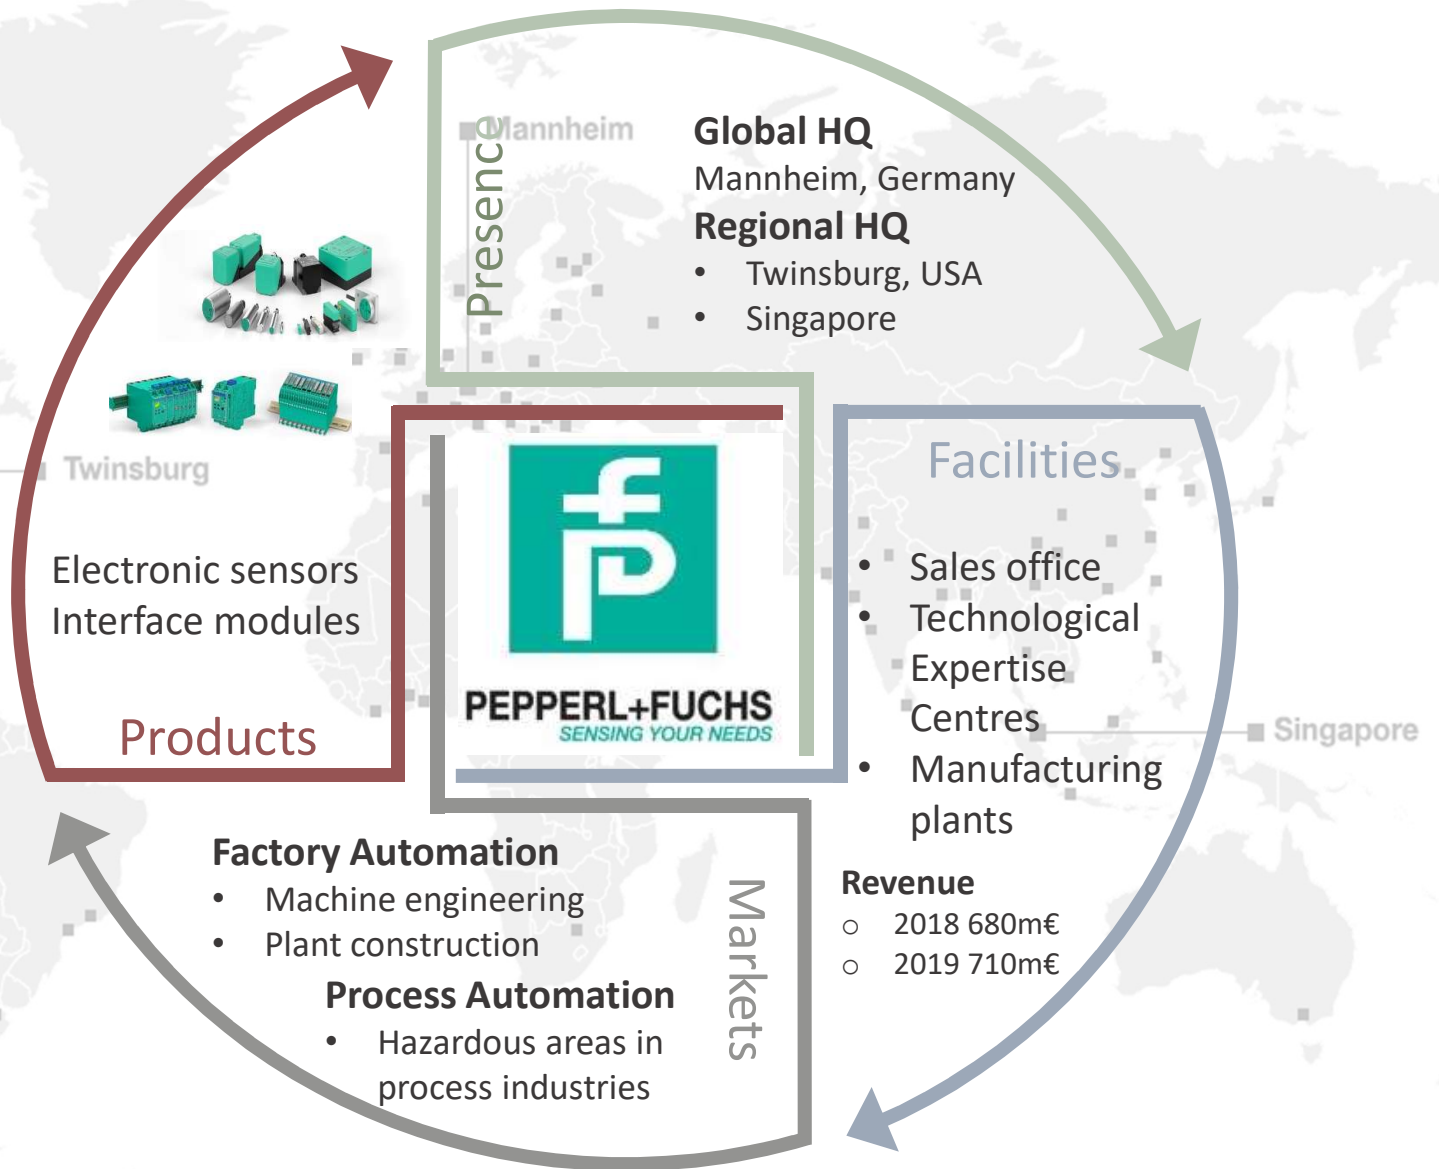 Presence
Mannheim
Global HQ
Mannheim, Germany
Regional HQ
• Twinsburg, USA
• Singapore
Twinsburg
Electronic sensors
Interface modules
Products
fp
PEPPERL+FUCHS
SENSING YOUR NEEDS
Facilities
• Sales office
• Technological
Expertise
Centres
• Manufacturing
plants
Singapore
Revenue
o 2018 680m€
o 2019 710m€
Factory Automation
• Machine engineering
• Plant construction
Process Automation
• Hazardous areas in
process industries
Markets